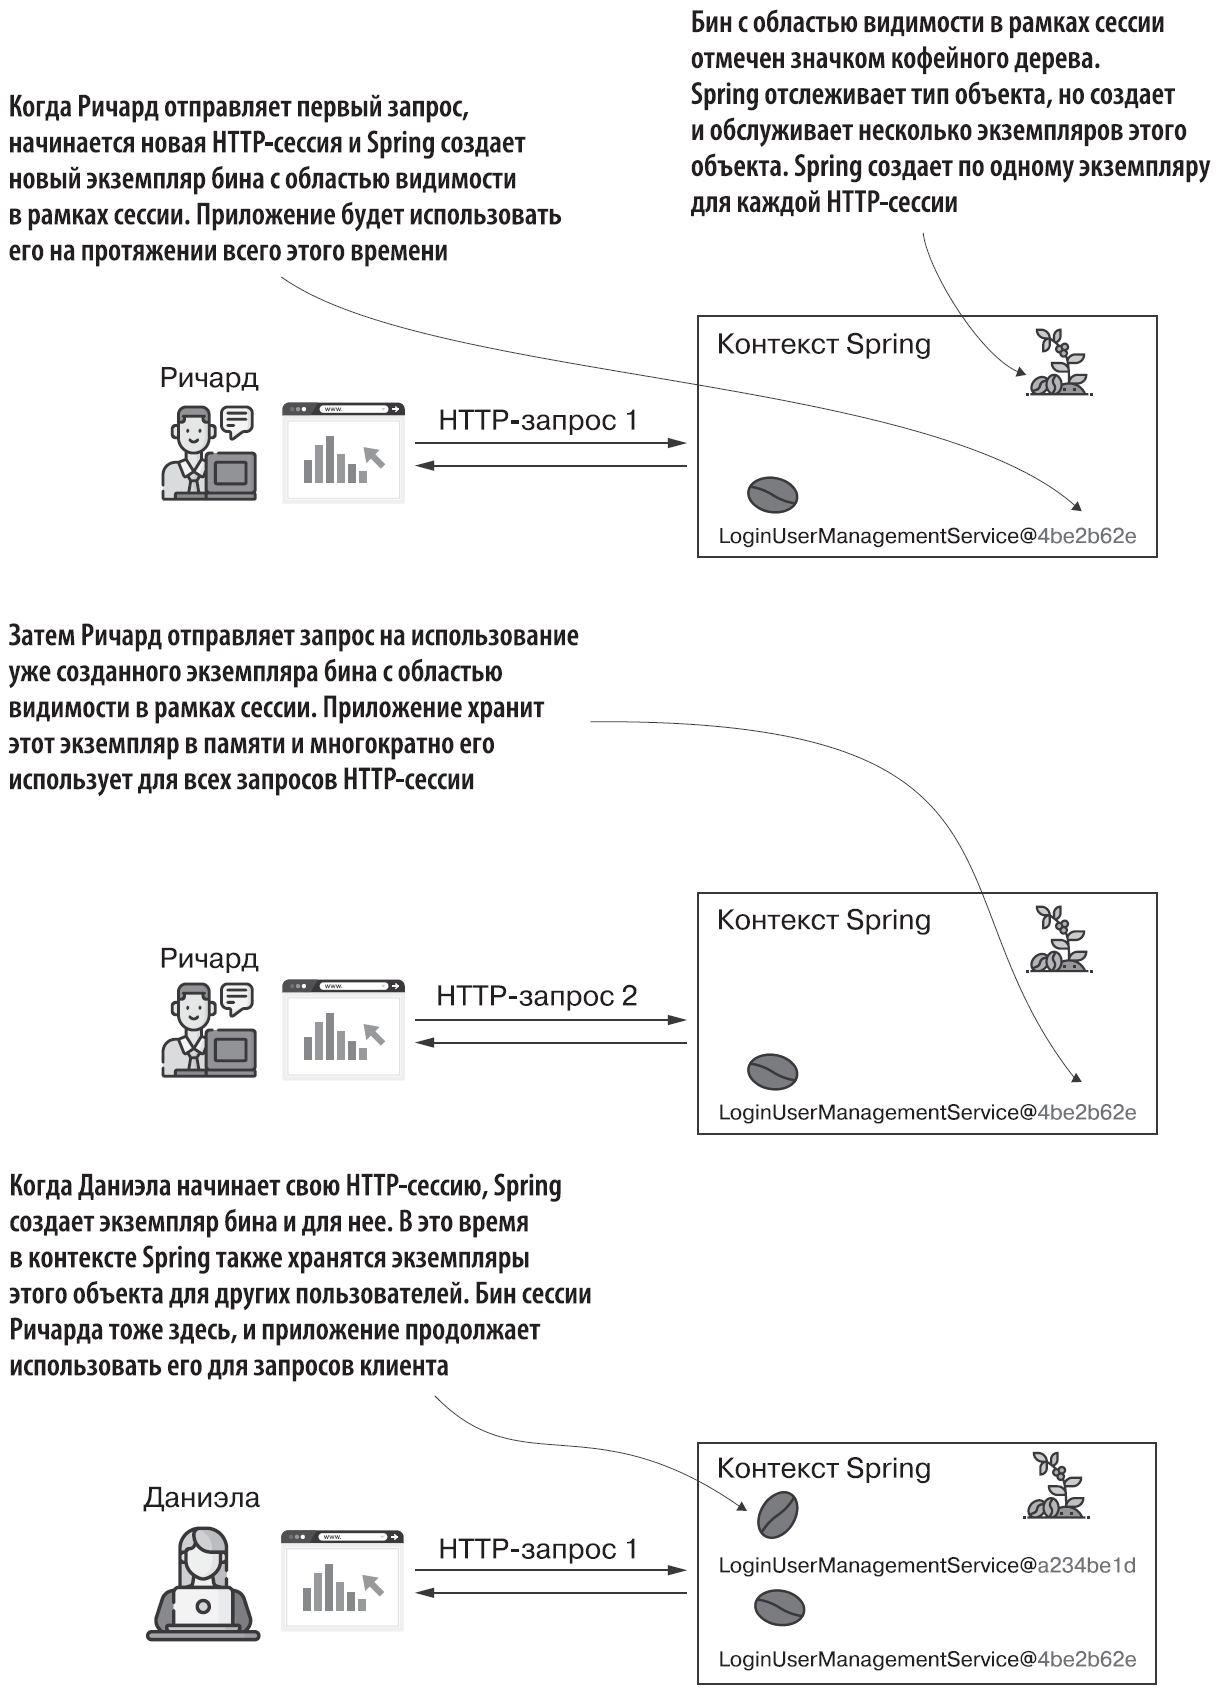 Бин с областью видимости в рамках сессии
отмечен значком кофейного дерева.
Spring отслеживает тип объекта, но создает
и обслуживает несколько экземпляров этого
объекта. Spring создает по одному экземпляру
для каждой HTTP-сессии
Когда Ричард отправляет первый запрос,
начинается новая HTTP-сессия и Spring создает
новый экземпляр бина с областью видимости
в рамках сессии. Приложение будет использовать
его на протяжении всего этого времени
Контекст Spring
Ричард
www.
HTTP-запрос 1
LoginUserManagementService@4be2b62e
Затем Ричард отправляет запрос на использование
уже созданного экземпляра бина с областью
видимости в рамках сессии. Приложение хранит
этот экземпляр в памяти и многократно его
использует для всех запросов HTTP-сессии
Контекст Spring
Ричард
www.
HTTP-запрос 2
LoginUserManagementService@4be2b62e
Когда Даниэла начинает свою HTTP-сессию, Spring
создает экземпляр бина и для нее. В это время
в контексте Spring также хранятся экземпляры
этого объекта для других пользователей. Бин сессии
Ричарда тоже здесь, и приложение продолжает
использовать его для запросов клиента
Контекст Spring
Даниэла
www.
HTTP-запрос 1
LoginUserManagementService@a234be1d
LoginUserManagementService@4be2b62e